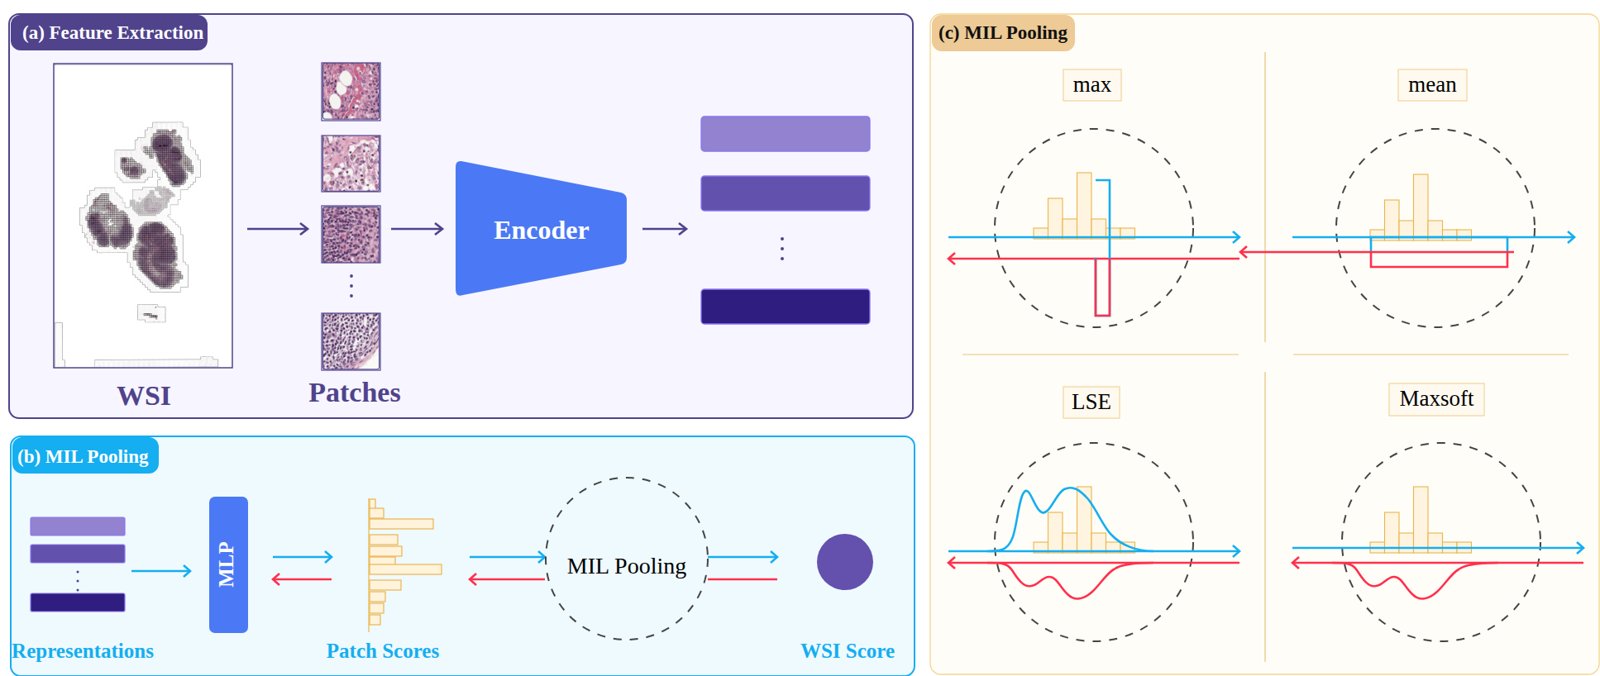 (a) Feature Extraction
Encoder
WSI
Patches
(b) MIL Pooling
MLP
MIL Pooling
Representations
Patch Scores
WSI Score
(c) MIL Pooling
max
mean
LSE
Maxsoft